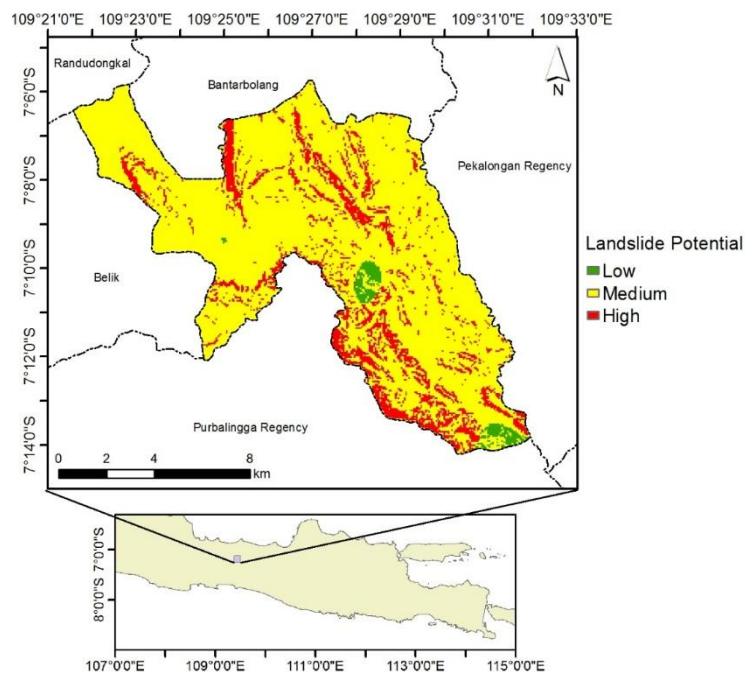 109°21'0"E 109°23'0"E 109°25'0"E 109°27'0"E 109°29'0"E 109°31'0"E 109°33'0"E
Randudongkal
Bantarbolang
N
7°6'0"S
Pekalongan Regency
7°8'0"S
Landslide Potential
Low
Medium
High
7°10'0"S
Belik
7°12'0"S
Purbalingga Regency
7°14'0"S
0 2 4 8
km
7°0'0"S
8°0'0"S
107°0'0"E 109°0'0"E 111°0'0"E 113°0'0"E 115°0'0"E